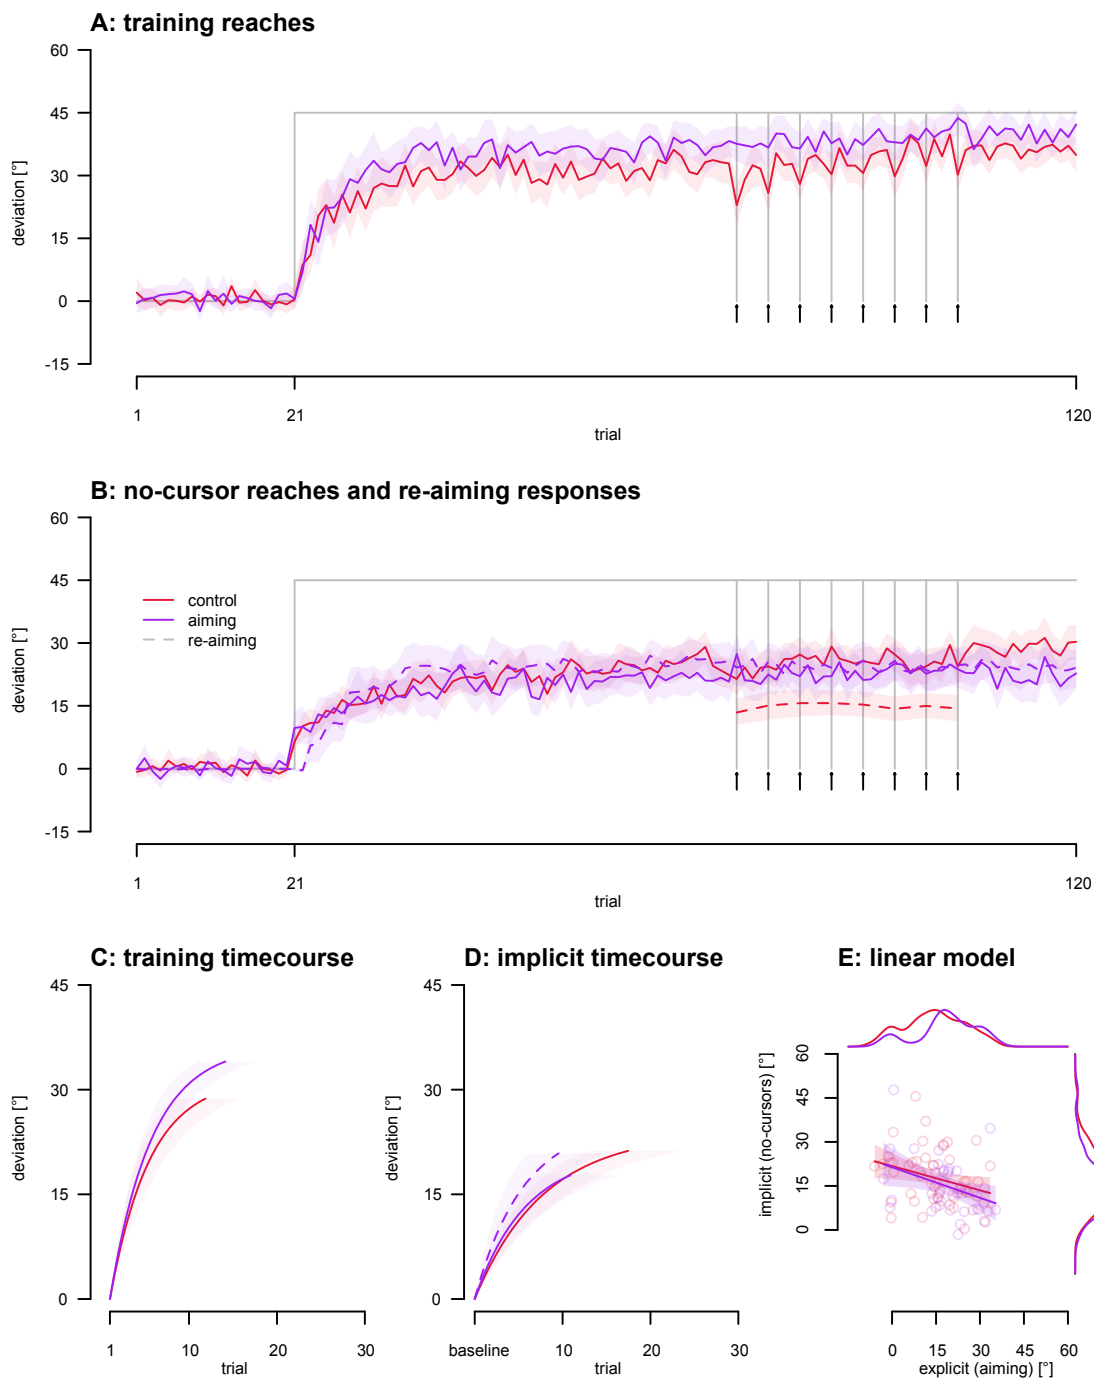 A: training reaches
60
45
30
15
0
-15
deviation [°]
1
21
120
trial
B: no-cursor reaches and re-aiming responses
60
45
30
15
0
-15
deviation [°]
control
aiming
re-aiming
1
21
120
trial
C: training timecourse
45
30
15
0
deviation [°]
1
10
20
30
trial
D: implicit timecourse
45
30
15
0
deviation [°]
baseline
10
20
30
trial
E: linear model
60
45
30
15
0
implicit (no-cursors) [°]
0
15
30
45
60
explicit (aiming) [°]